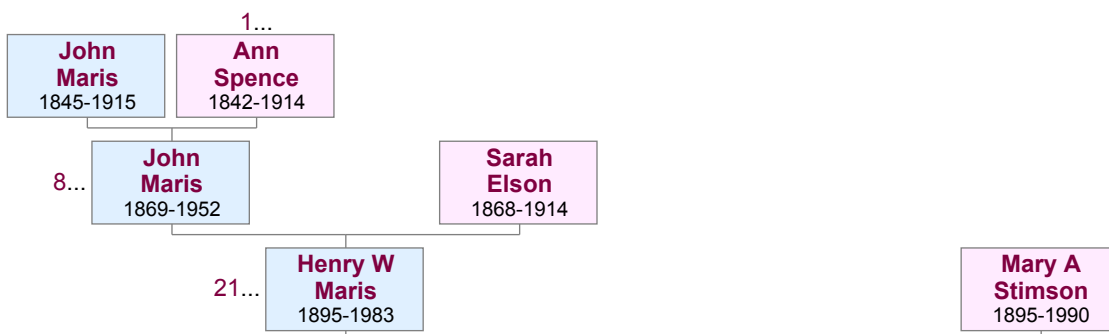 1...
John
Maris
1845-1915
Ann
Spence
1842-1914
8...
John
Maris
1869-1952
Sarah
Elson
1868-1914
21...
Henry W
Maris
1895-1983
Mary A
Stimson
1895-1990